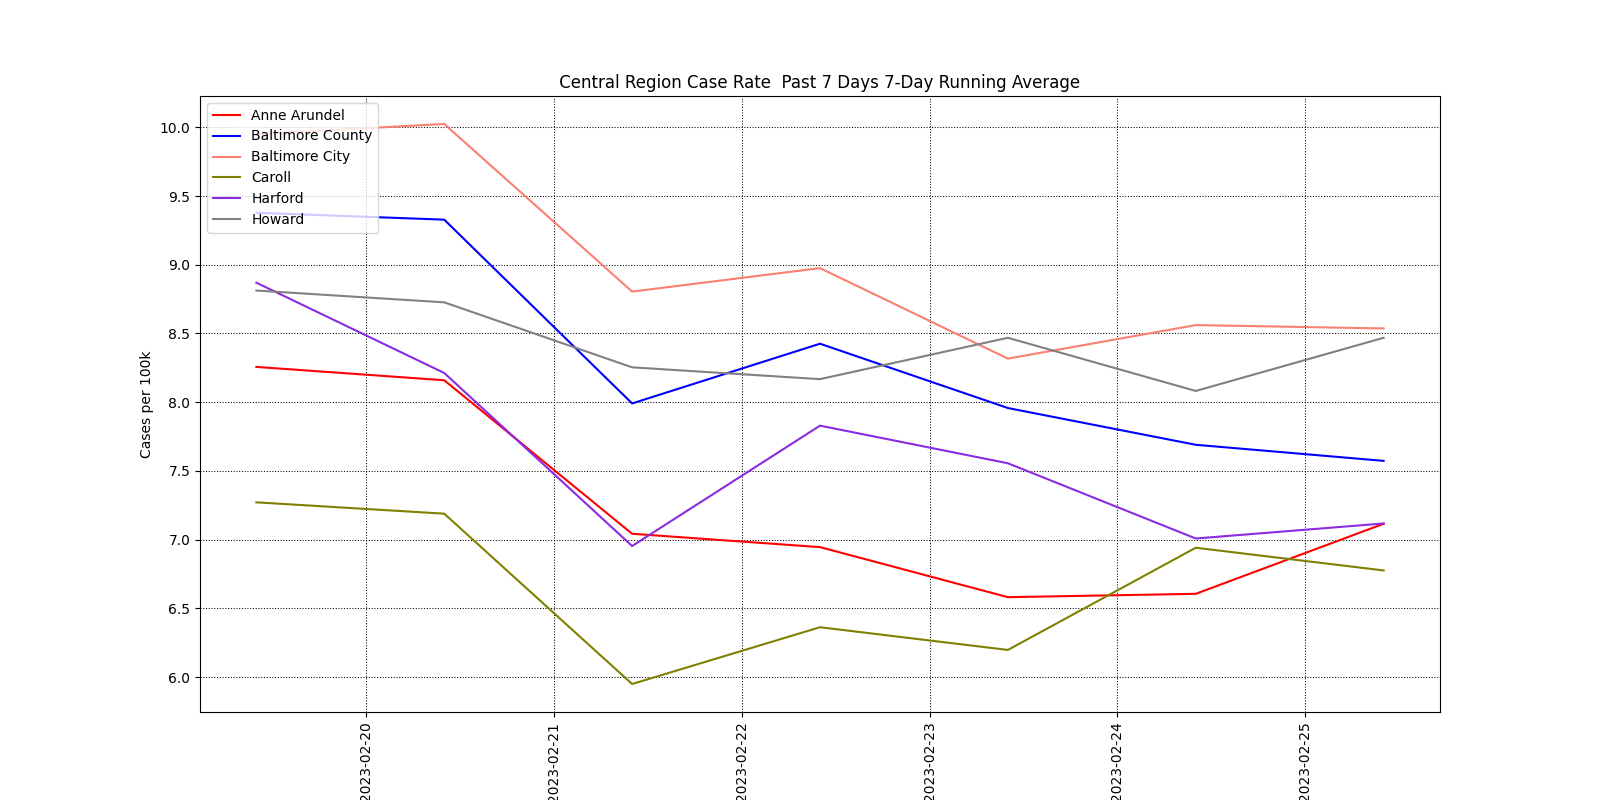 Central Region Case Rate  Past 7 Days 7-Day Running Average
Anne Arundel
Baltimore County
Baltimore City
Caroll
Harford
Howard
Cases per 100k
10.0
9.5
9.0
8.5
8.0
7.5
7.0
6.5
6.0
2023-02-20
2023-02-21
2023-02-22
2023-02-23
2023-02-24
2023-02-25